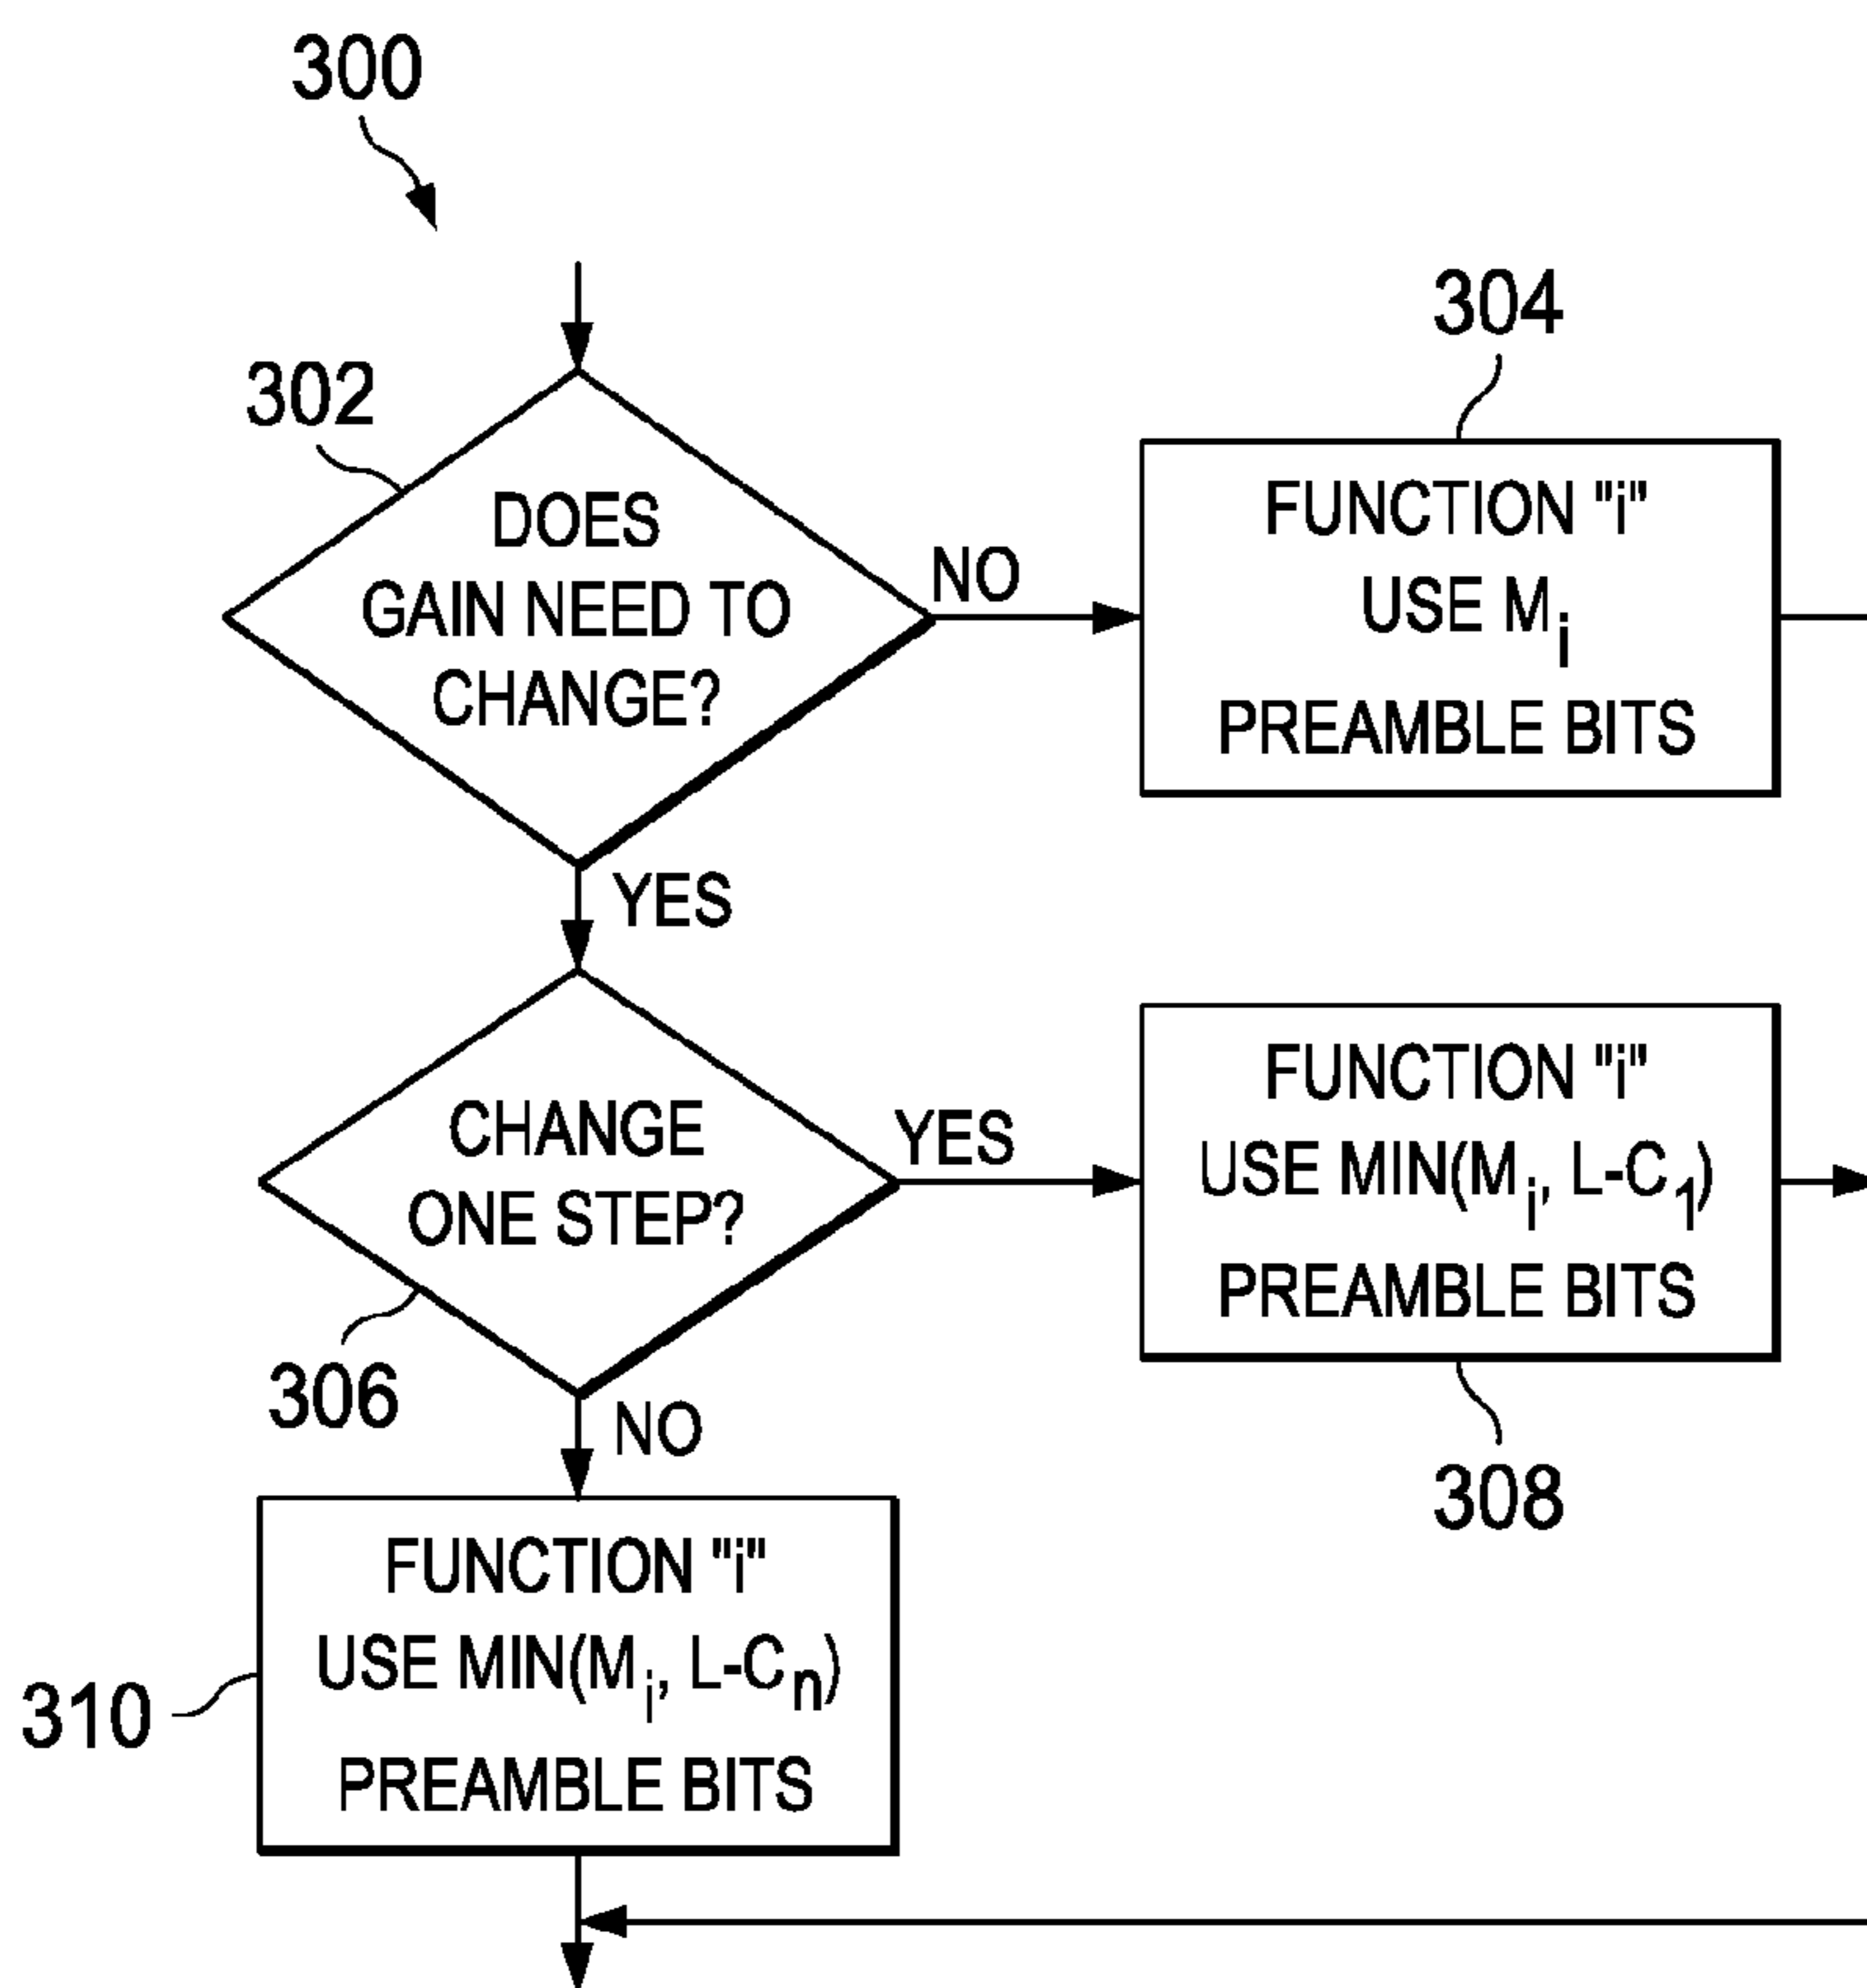 300
302
DOES
GAIN NEED TO
CHANGE?
NO
304
FUNCTION "i"
USE Mi
PREAMBLE BITS
YES
CHANGE
ONE STEP?
306
YES
FUNCTION "i"
USE MIN(Mi, L-C1)
PREAMBLE BITS
308
NO
FUNCTION "i"
USE MIN(Mi, L-Cn)
PREAMBLE BITS
310